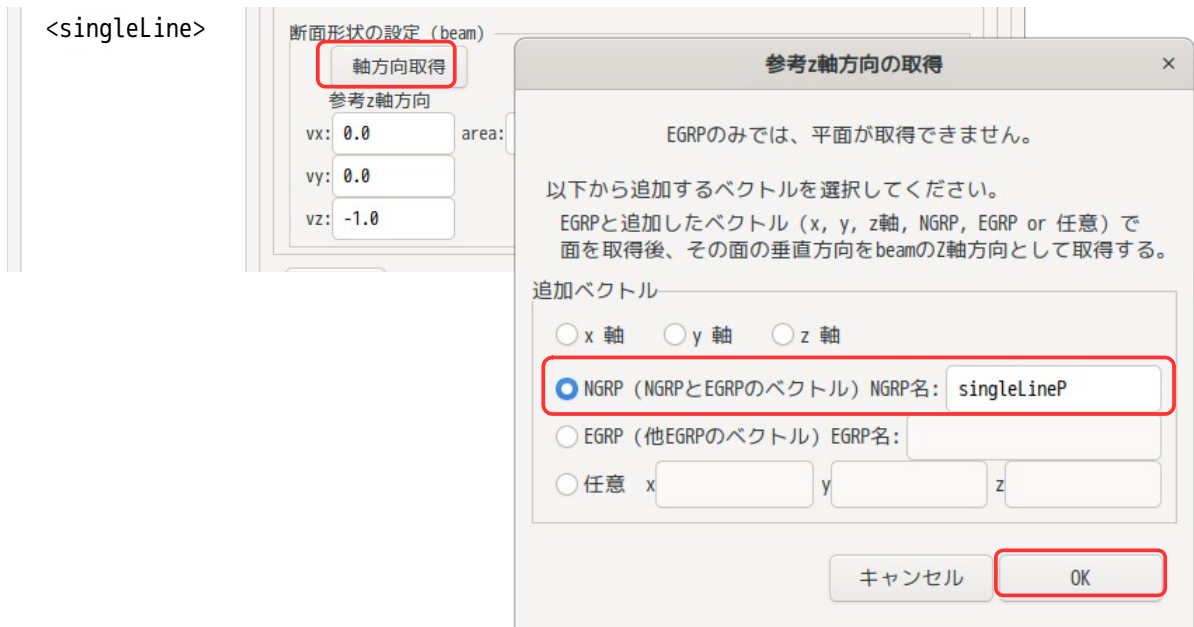 <singleLine>
断面形状の設定 (beam)
軸方向取得
参考z軸方向
vx: 0.0 area:
vy: 0.0
vz: -1.0
参考z軸方向の取得 ×
EGRPのみでは、平面が取得できません。
以下から追加するベクトルを選択してください。
EGRPと追加したベクトル (x, y, z軸, NGRP, EGRP or 任意) で
面を取得後、その面の垂直方向をbeamのZ軸方向として取得する。
追加ベクトル
x 軸 y 軸 z 軸
NGRP (NGRPとEGRPのベクトル) NGRP名: singleLineP
EGRP (他EGRPのベクトル) EGRP名:
任意 x y z
キャンセル OK